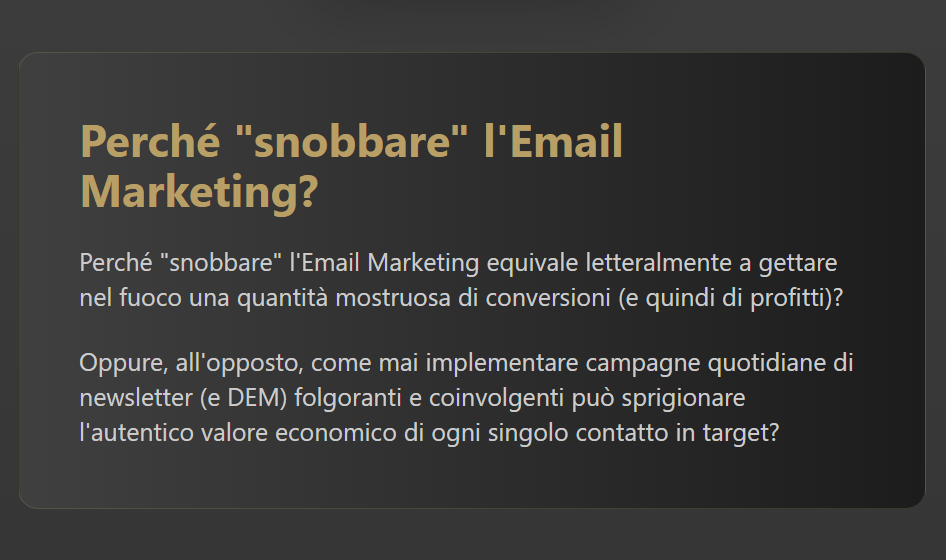 Perché "snobbare" l'Email
Marketing?
Perché "snobbare" l'Email Marketing equivale letteralmente a gettare
nel fuoco una quantità mostruosa di conversioni (e quindi di profitti)?
Oppure, all'opposto, come mai implementare campagne quotidiane di
newsletter (e DEM) folgoranti e coinvolgenti può sprigionare
l'autentico valore economico di ogni singolo contatto in target?